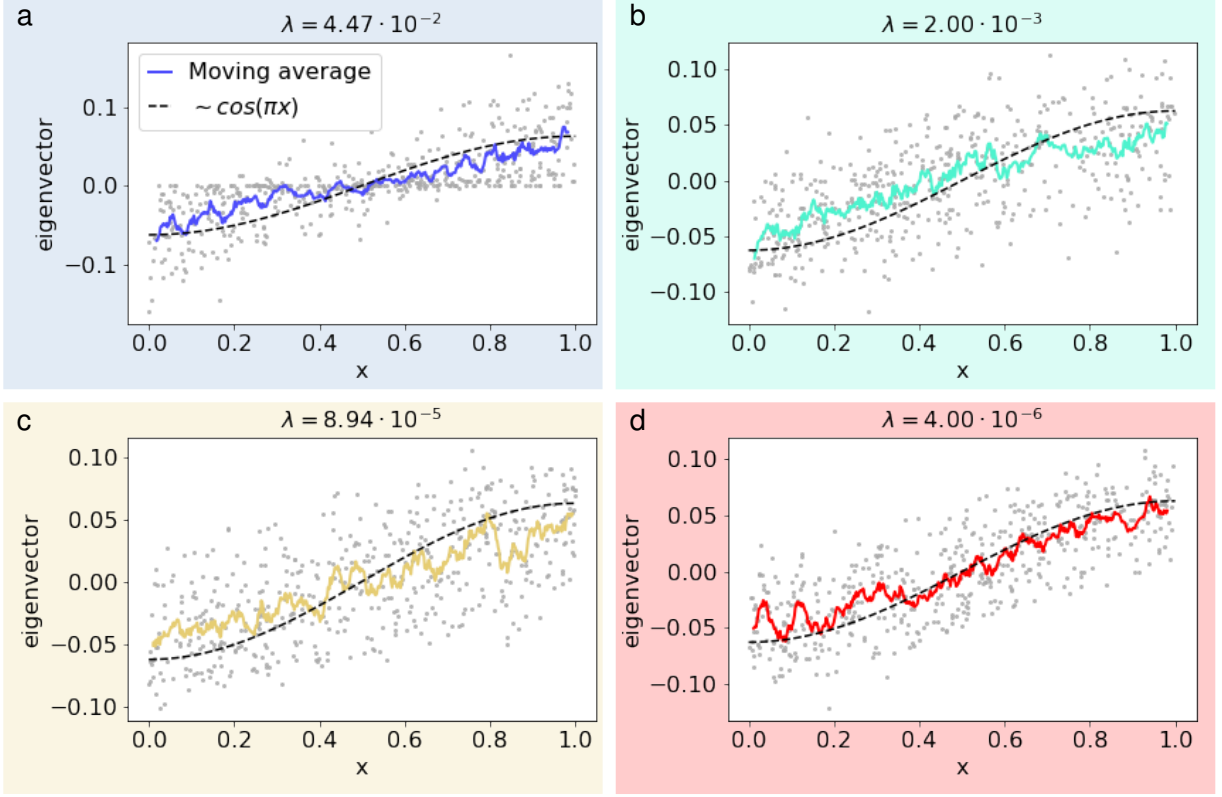 a
λ = 4.47 · 10⁻²
Moving average
~ cos(πx)
eigenvector
0.1
0.0
−0.1
0.0 0.2 0.4 0.6 0.8 1.0
x
b
λ = 2.00 · 10⁻³
eigenvector
0.10
0.05
0.00
−0.05
−0.10
0.0 0.2 0.4 0.6 0.8 1.0
x
c
λ = 8.94 · 10⁻⁵
eigenvector
0.10
0.05
0.00
−0.05
−0.10
0.0 0.2 0.4 0.6 0.8 1.0
x
d
λ = 4.00 · 10⁻⁶
eigenvector
0.10
0.05
0.00
−0.05
−0.10
0.0 0.2 0.4 0.6 0.8 1.0
x